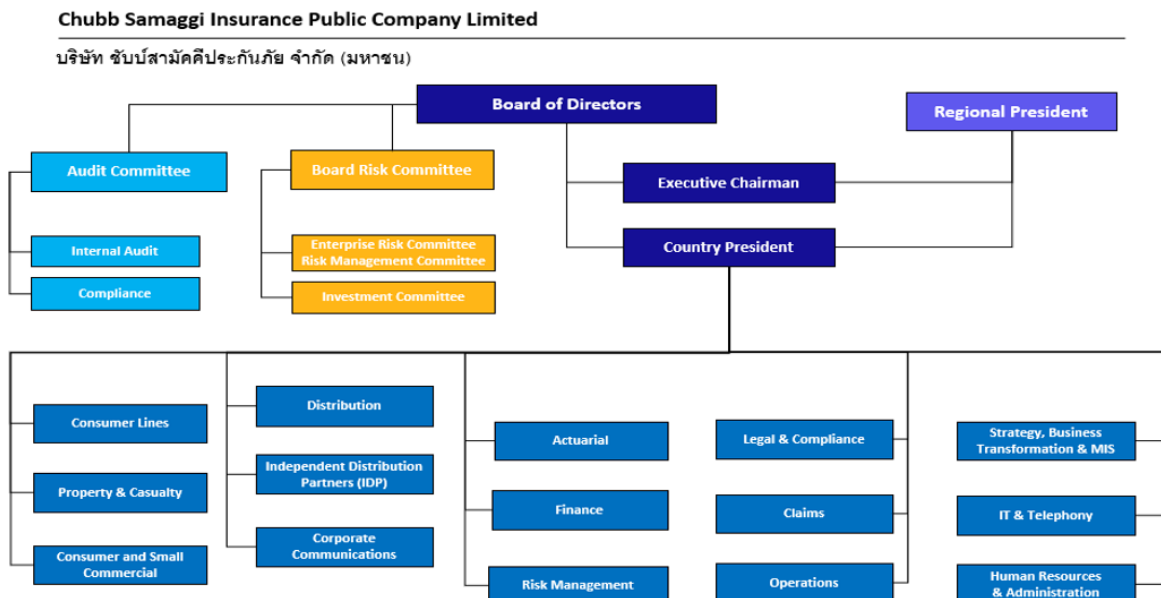 Chubb Samaggi Insurance Public Company Limited
บริษัท ชับบ์สามัคคีประกันภัย จำกัด (มหาชน)
Board of Directors
Regional President
Audit Committee
Board Risk Committee
Executive Chairman
Internal Audit
Enterprise Risk Committee
Risk Management Committee
Country President
Compliance
Investment Committee
Consumer Lines
Property & Casualty
Consumer and Small
Commercial
Distribution
Independent Distribution
Partners (IDP)
Corporate
Communications
Actuarial
Finance
Risk Management
Legal & Compliance
Claims
Operations
Strategy, Business
Transformation & MIS
IT & Telephony
Human Resources
& Administration